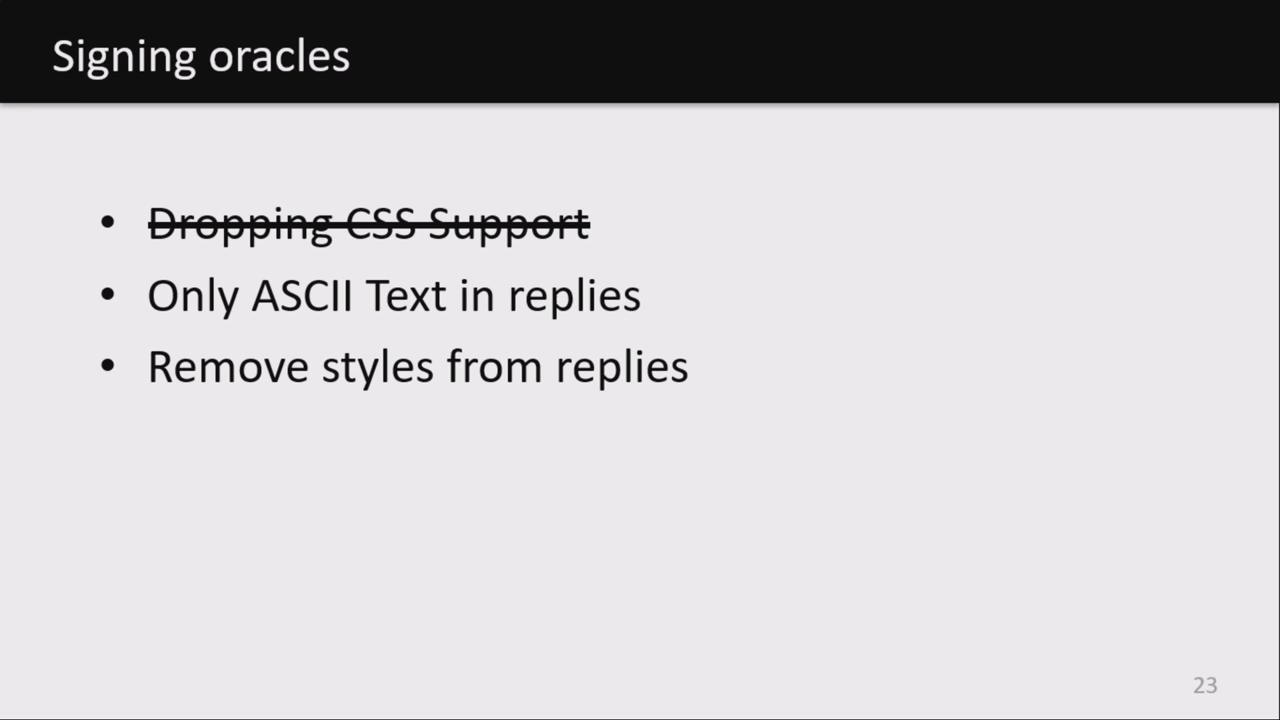 Signing oracles
• Dropping CSS Support
• Only ASCII Text in replies
• Remove styles from replies
23